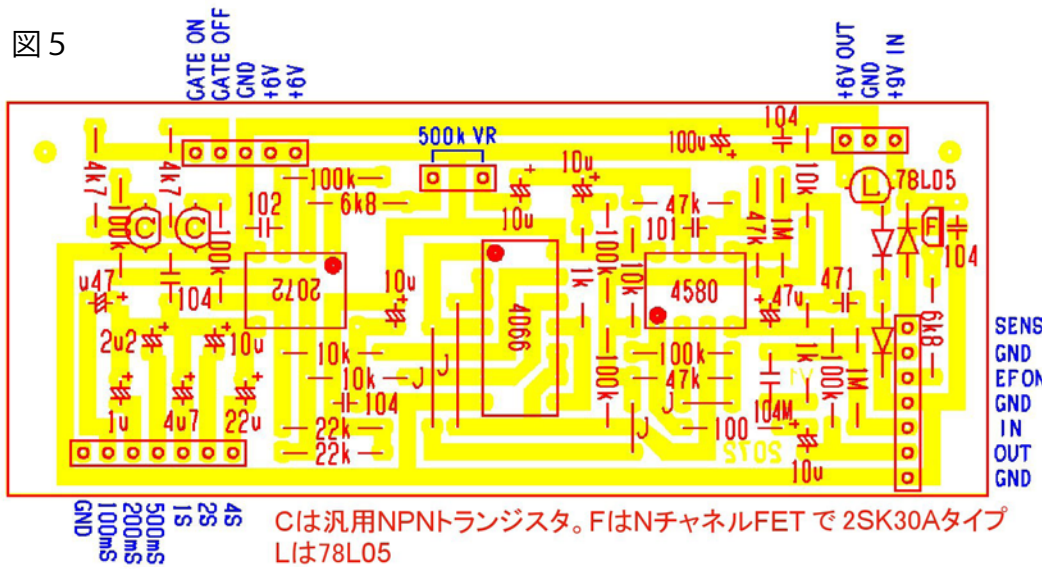 図5
GATE ON
GATE OFF
GND
+6V
+6V
+6V OUT
GND
+9V IN
500k VR
100u
104
10k
L
78L05
4k7
4k7
100k
102
6k8
10u
10u
47k
101
47k
1M
F
104
100k
C
C
100k
104
2072
10u
4066
1k
100k
10k
4580
47u
471
6k8
u47
2u2
10u
10k
10k
J
J
100k
100k
47k
1k
100k
1M
V1
1u
4u7
22u
104
22k
22k
J
J
100
104M
10u
2072
SENS
GND
EFON
GND
IN
OUT
GND
GND
100mS
200mS
500mS
1S
2S
4S
Cは汎用NPNトランジスタ。FはNチャネルFET で 2SK30Aタイプ
Lは78L05